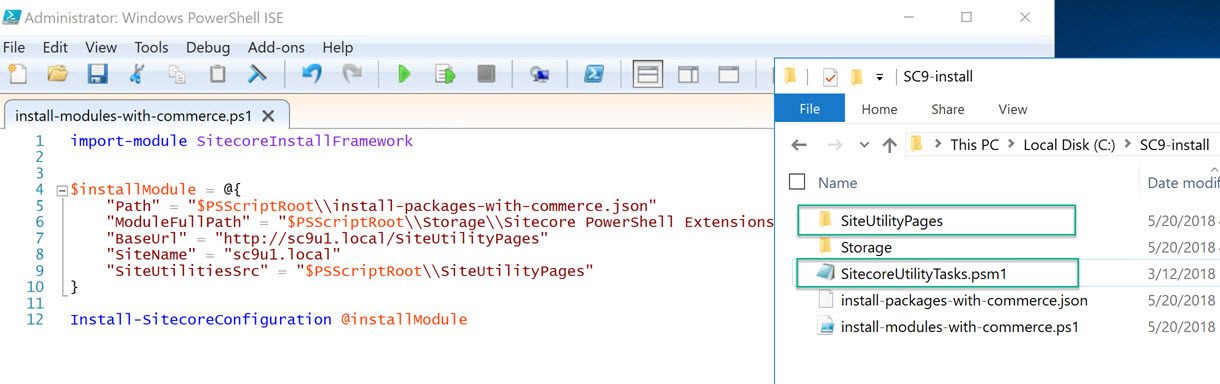 Administrator: Windows PowerShell ISE
File Edit View Tools Debug Add-ons Help
install-modules-with-commerce.ps1
1 import-module SitecoreInstallFramework
2
3
4 $installModule = @{
5 "Path" = "$PSScriptRoot\\install-packages-with-commerce.json"
6 "ModuleFullPath" = "$PSScriptRoot\\Storage\\Sitecore PowerShell Extensions
7 "BaseUrl" = "http://sc9u1.local/SiteUtilityPages"
8 "SiteName" = "sc9u1.local"
9 "SiteUtilitiesSrc" = "$PSScriptRoot\\SiteUtilityPages"
10 }
11
12 Install-SitecoreConfiguration @installModule
SC9-install
File Home Share View
This PC > Local Disk (C:) > SC9-install
Name Date modif
SiteUtilityPages 5/20/2018
Storage 5/20/2018
SitecoreUtilityTasks.psm1 3/12/2018
install-packages-with-commerce.json 5/20/2018
install-modules-with-commerce.ps1 5/20/2018